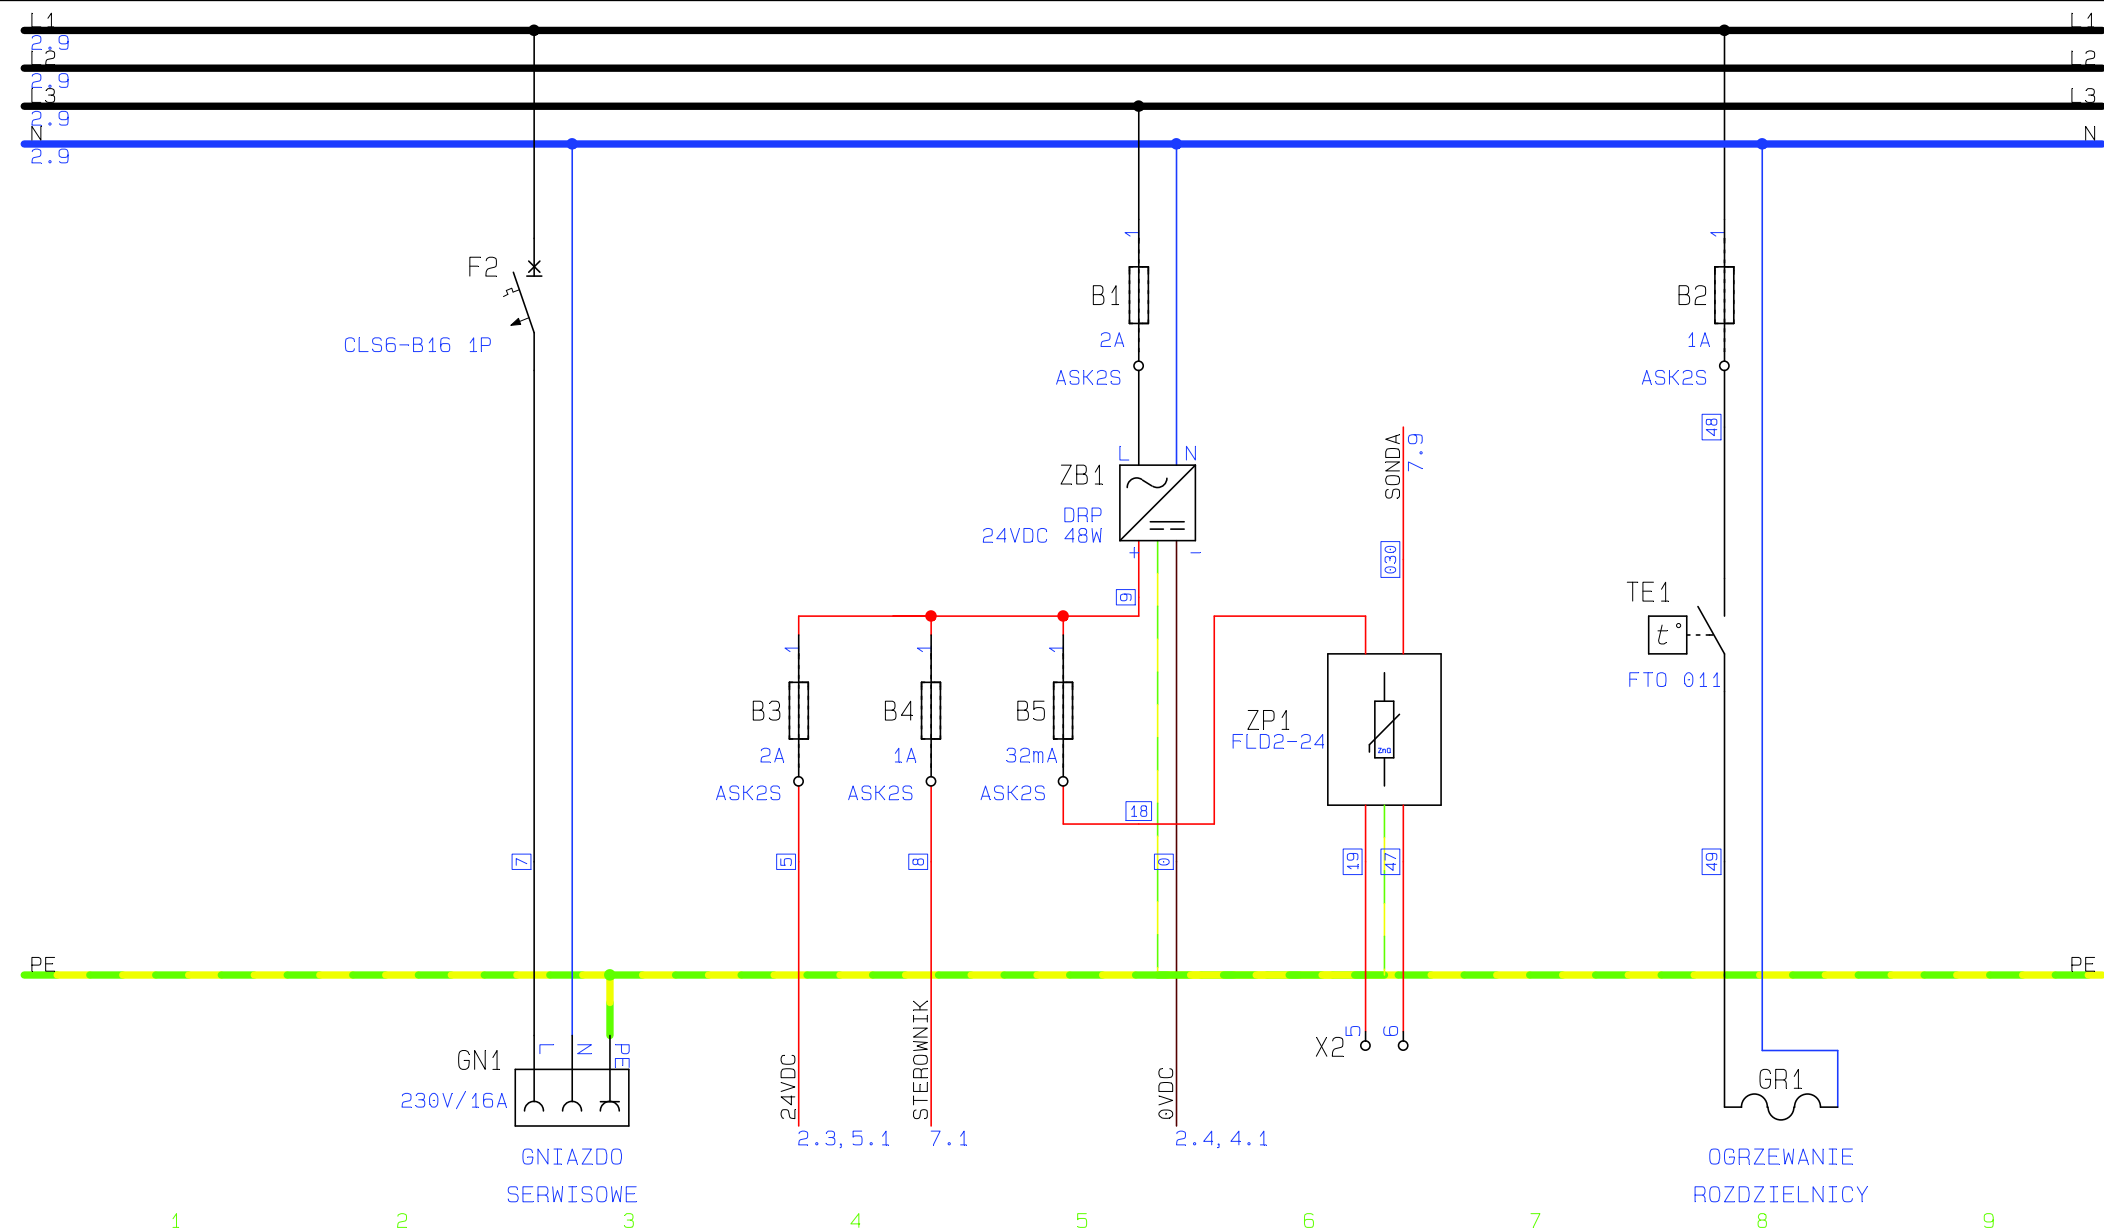 L1
L1
2.9
L2
L2
2.9
L3
L3
2.9
N
N
2.9
1
1
F2
B1
B2
CLS6-B16 1P
2A
1A
ASK2S
ASK2S
48
SONDA
7.9
L
N
ZB1
DRP
24VDC 48W
+
-
030
9
TE1
t°
FTO 011
1
1
1
B3
B4
B5
ZP1
FLD2-24
ZnO
2A
1A
32mA
ASK2S
ASK2S
ASK2S
18
7
5
8
0
19
47
49
PE
PE
24VDC
STEROWNIK
0VDC
5
6
X2
L
N
PE
GN1
230V/16A
GR1
2.3,5.1
7.1
2.4,4.1
GNIAZDO
SERWISOWE
OGRZEWANIE
ROZDZIELNICY
1
2
3
4
5
6
7
8
9